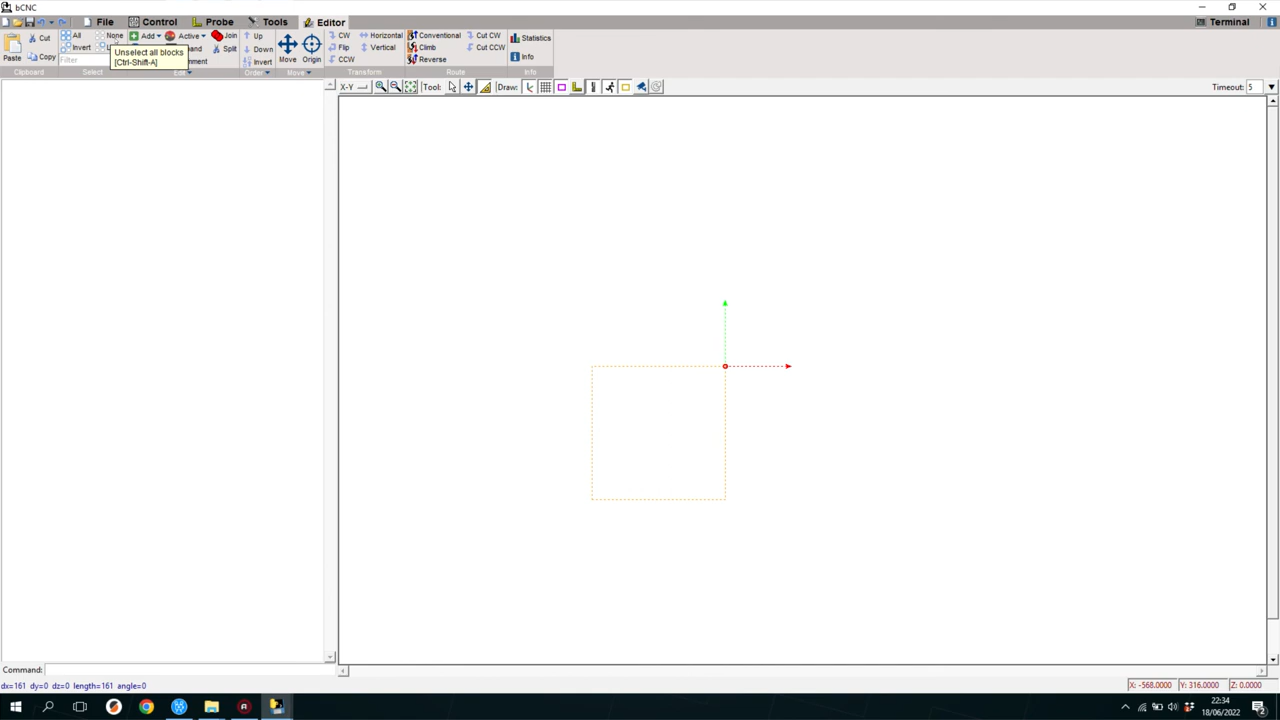 bCNC
File Control Probe Tools Editor Terminal
All None Add Active Join Up CW Horizontal Conventional Cut CW Statistics
Cut
Invert Split Down Move Origin Flip Vertical Climb Cut CCW
Paste Copy Info
Filter Invert CCW Reverse
Unselect all blocks
[Ctrl-Shift-A]
Clipboard Select Edit Order Move Transform Route Info
X-Y Tool: Draw: Timeout: 5
Command:
dx=161 dy=0 dz=0 length=161 angle=0 X: -568.0000 Y: 316.0000 Z: 0.0000
22:34
18/06/2022
2